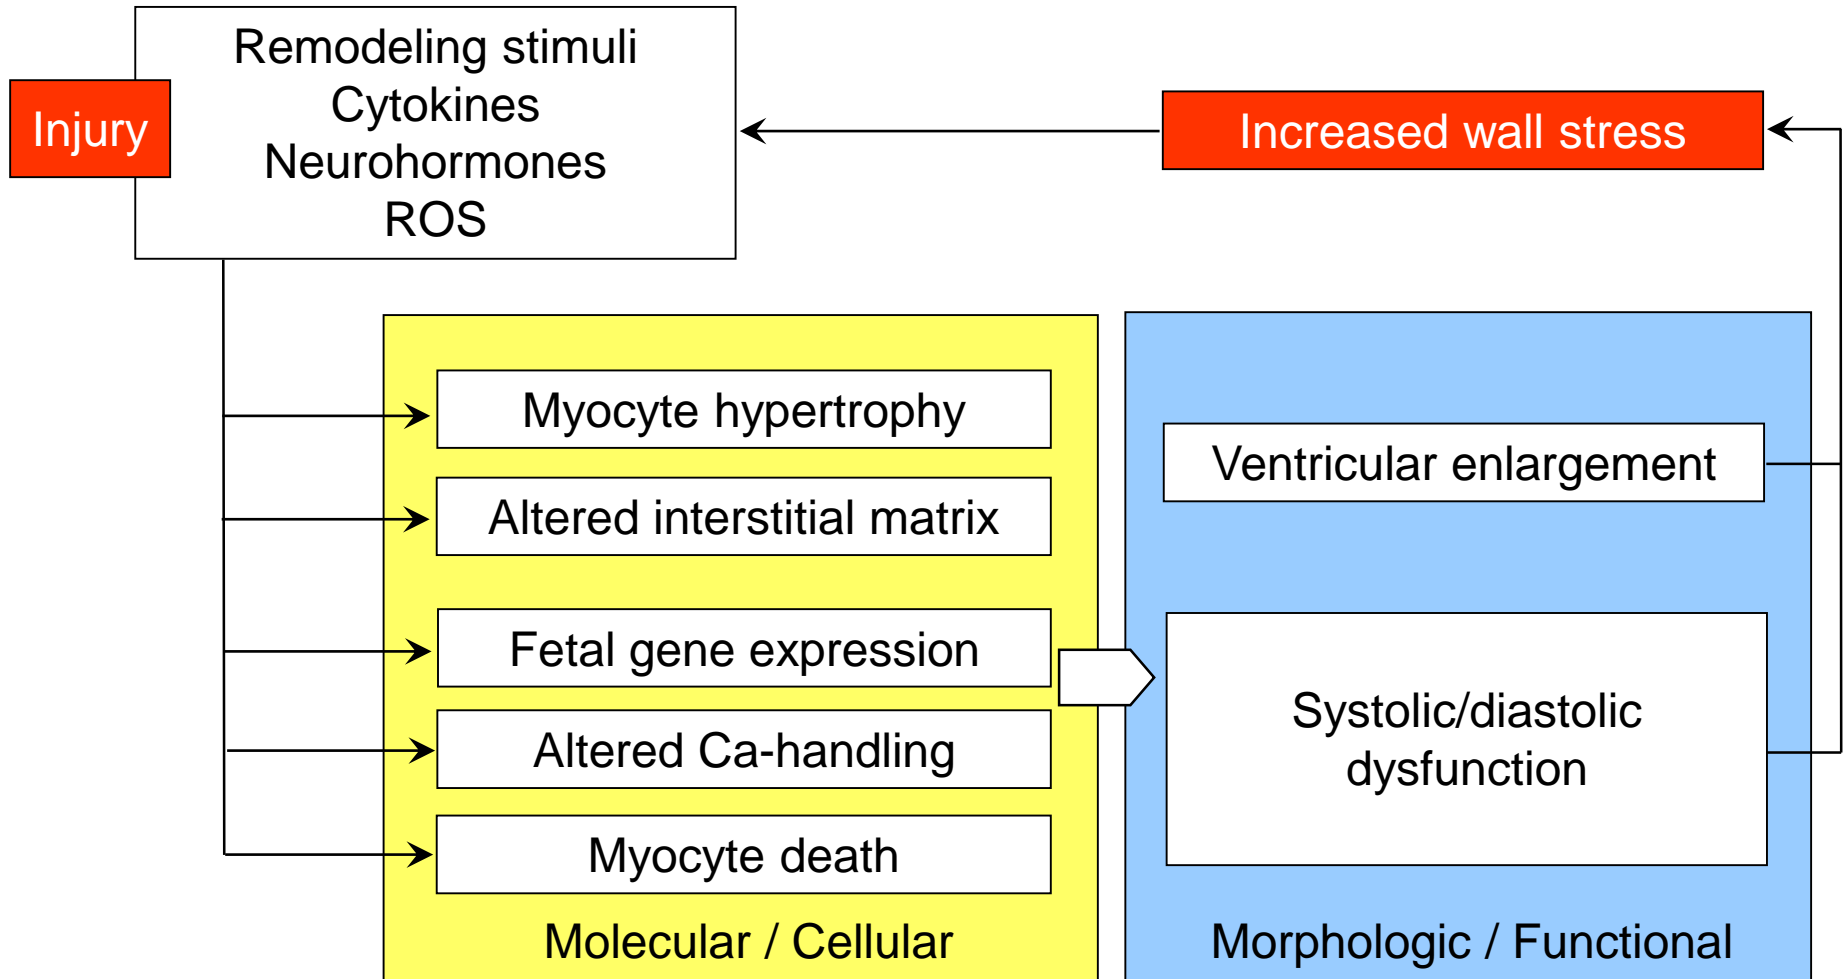 Remodeling stimuli
Cytokines
Neurohormones
ROS
Injury
Increased wall stress
Myocyte hypertrophy
Altered interstitial matrix
Fetal gene expression
Altered Ca-handling
Myocyte death
Molecular / Cellular
Ventricular enlargement
Systolic/diastolic
dysfunction
Morphologic / Functional